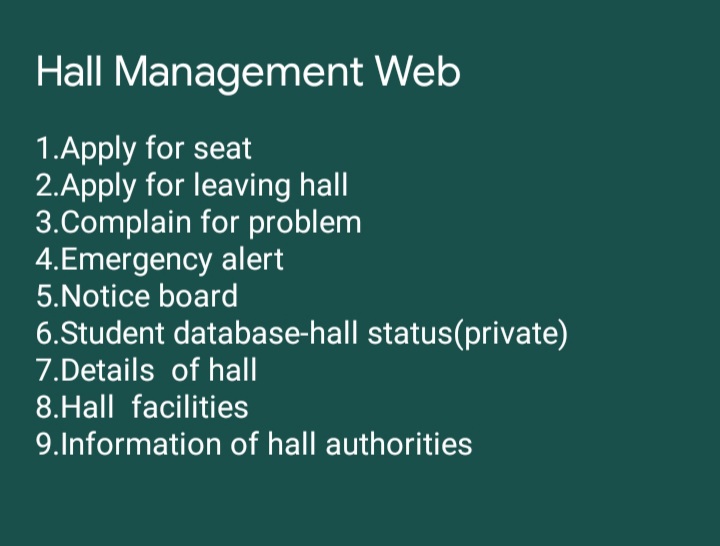 Hall Management Web
1.Apply for seat
2.Apply for leaving hall
3.Complain for problem
4.Emergency alert
5.Notice board
6.Student database-hall status(private)
7.Details  of hall
8.Hall  facilities
9.Information of hall authorities